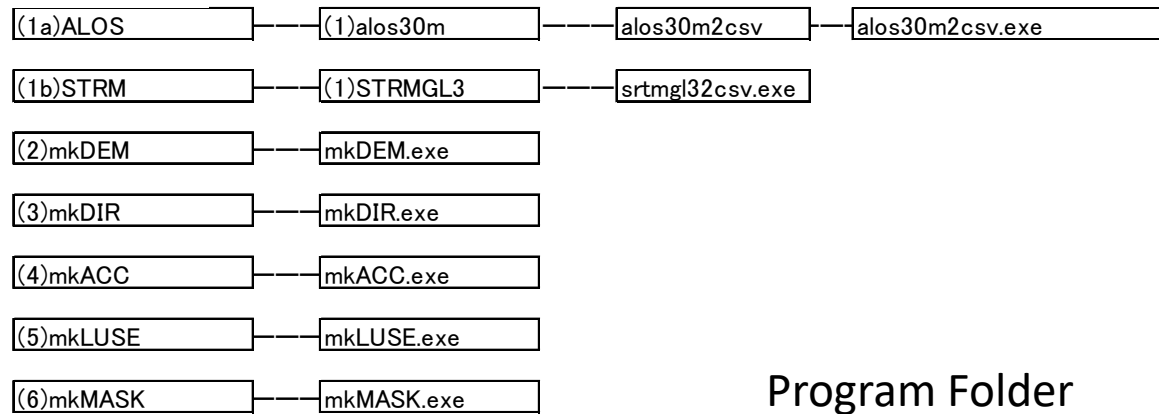 (1a)ALOS (1)alos30m alos30m2csv alos30m2csv.exe
(1b)STRM (1)STRMGL3 srtmgl32csv.exe
(2)mkDEM mkDEM.exe
(3)mkDIR mkDIR.exe
(4)mkACC mkACC.exe
(5)mkLUSE mkLUSE.exe
(6)mkMASK mkMASK.exe
Program Folder